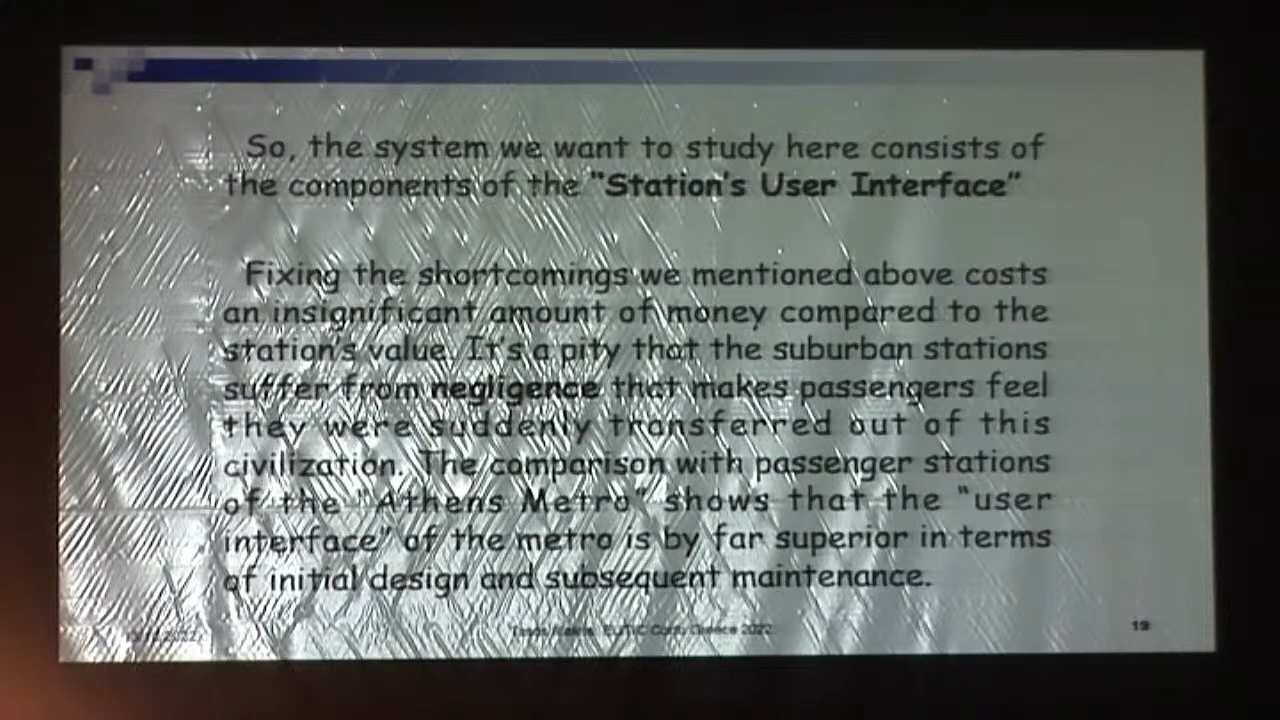 So, the system we want to study here consists of
the components of the "Station's User Interface"
Fixing the shortcomings we mentioned above costs
an insignificant amount of money compared to the
station's value. It's a pity that the suburban stations
suffer from negligence that makes passengers feel
they were suddenly transferred out of this
civilization. The comparison with passenger stations
of the "Athens Metro" shows that the "user
interface" of the metro is by far superior in terms
of initial design and subsequent maintenance.
Greece 2022
19